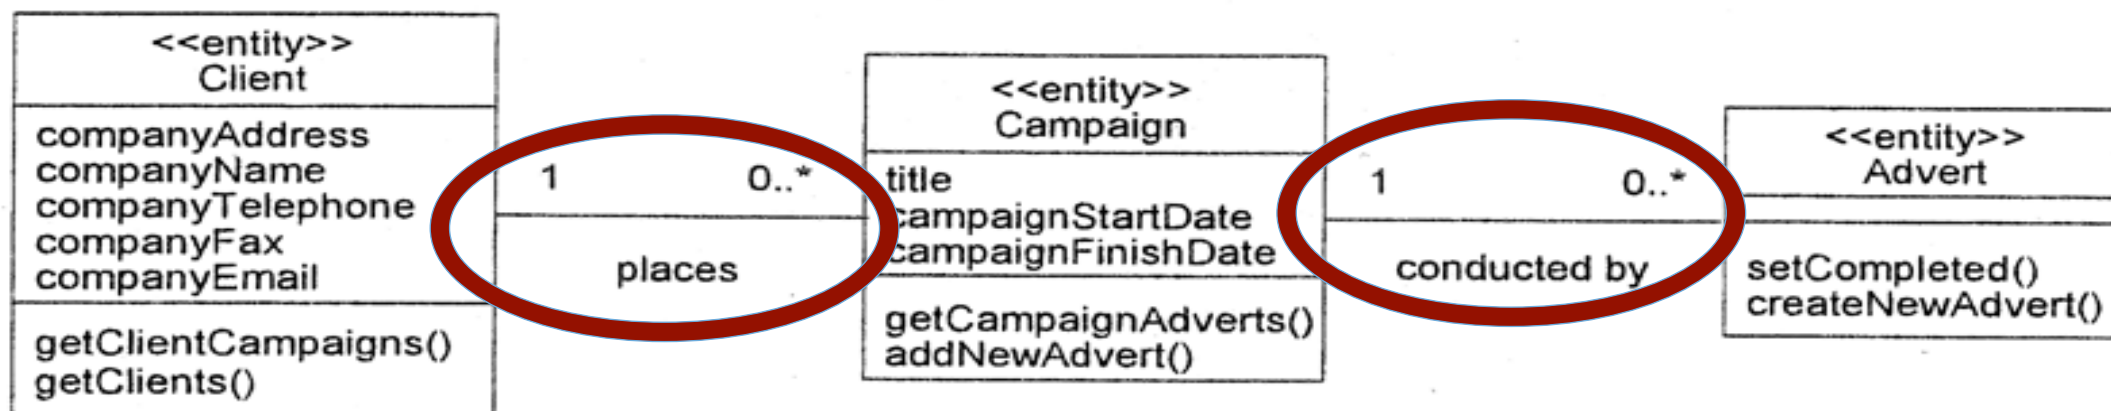 <<entity>>
Client
companyAddress
companyName
companyTelephone
companyFax
companyEmail
getClientCampaigns()
getClients()
1
0..*
places
<<entity>>
Campaign
title
campaignStartDate
campaignFinishDate
getCampaignAdverts()
addNewAdvert()
1
0..*
conducted by
<<entity>>
Advert
setCompleted()
createNewAdvert()